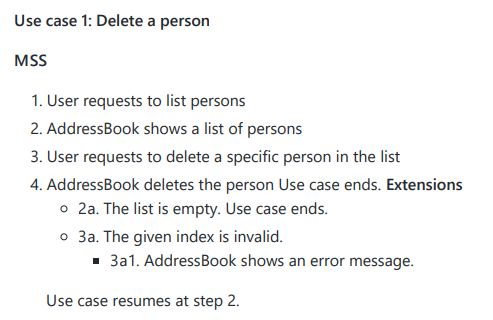 Use case 1: Delete a person
MSS
1. User requests to list persons
2. AddressBook shows a list of persons
3. User requests to delete a specific person in the list
4. AddressBook deletes the person Use case ends. Extensions
2a. The list is empty. Use case ends.
3a. The given index is invalid.
3a1. AddressBook shows an error message.
Use case resumes at step 2.